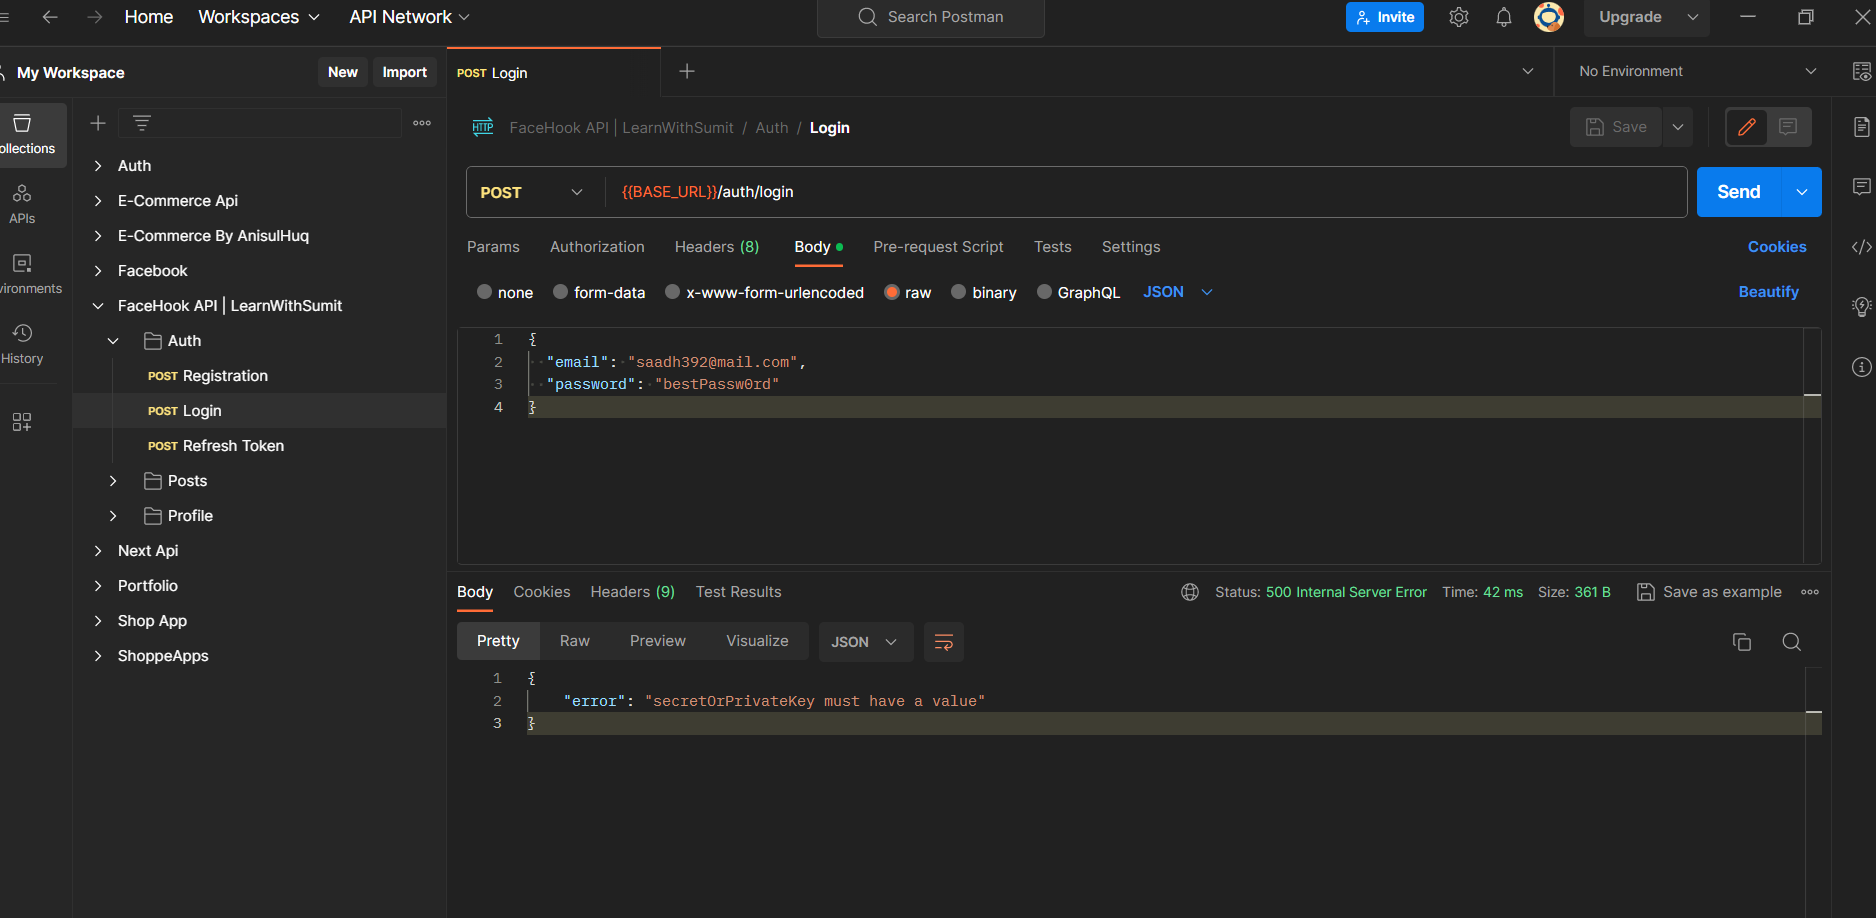 Home Workspaces API Network Search Postman Invite Upgrade
My Workspace New Import
POST Login
No Environment
ollections
APIs
vironments
History
Auth
E-Commerce Api
E-Commerce By AnisulHuq
Facebook
FaceHook API | LearnWithSumit
Auth
POST Registration
POST Login
POST Refresh Token
Posts
Profile
Next Api
Portfolio
Shop App
ShoppeApps
HTTP FaceHook API | LearnWithSumit / Auth / Login
Save
POST {{BASE_URL}}/auth/login Send
Params Authorization Headers (8) Body Pre-request Script Tests Settings Cookies
none form-data x-www-form-urlencoded raw binary GraphQL JSON Beautify
1 {
2 "email": "saadh392@mail.com",
3 "password": "bestPassw0rd"
4 }
Body Cookies Headers (9) Test Results Status: 500 Internal Server Error Time: 42 ms Size: 361 B Save as example
Pretty Raw Preview Visualize JSON
1 {
2 "error": "secretOrPrivateKey must have a value"
3 }